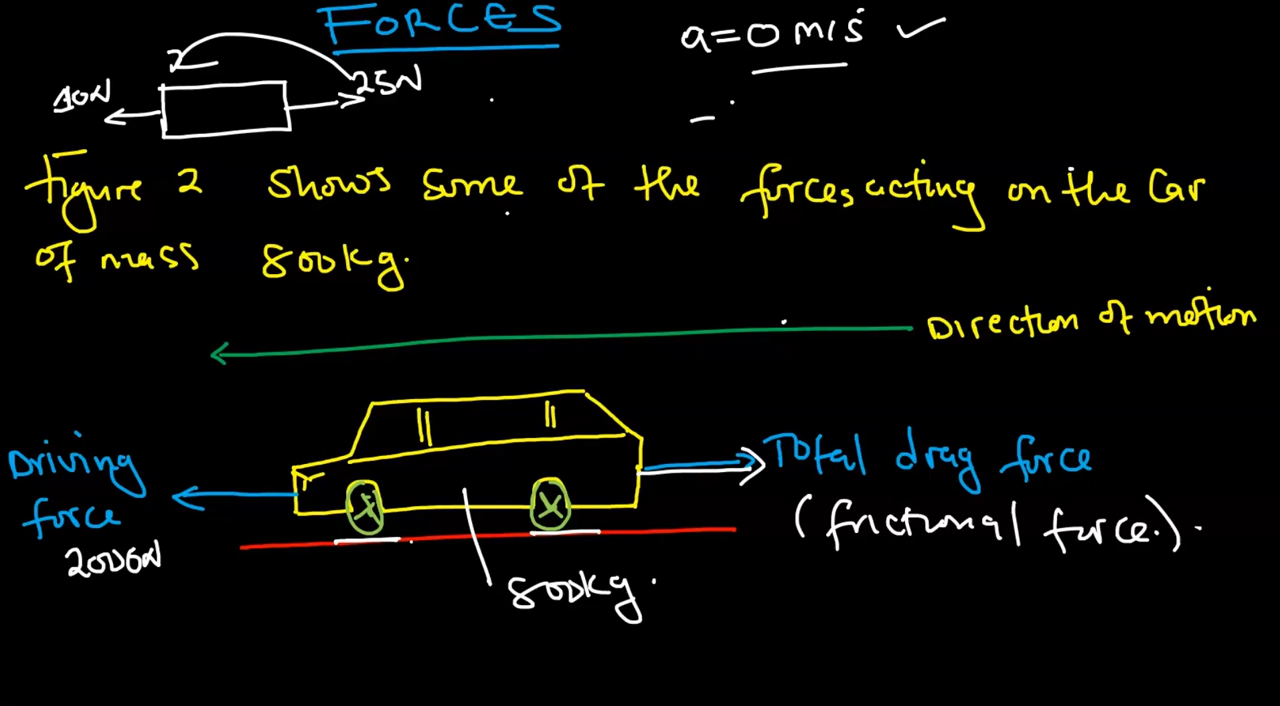 FORCES
a=0 m/s ✓
10N
25N
Figure 2 shows some of the forces acting on the Car
of mass 800kg.
Direction of motion
Driving
force
2000N
Total drag force
(frictional force.).
800kg.